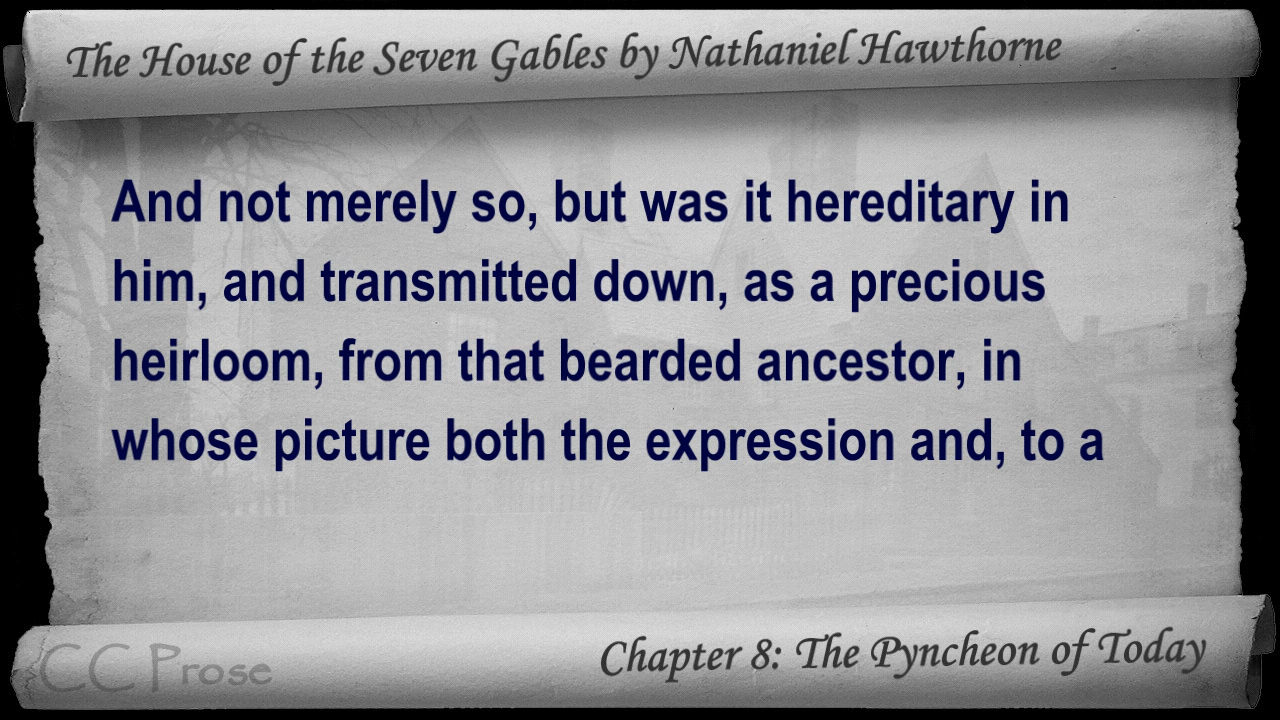 The House of the Seven Gables by Nathaniel Hawthorne
And not merely so, but was it hereditary in
him, and transmitted down, as a precious
heirloom, from that bearded ancestor, in
whose picture both the expression and, to a
CC Prose
Chapter 8: The Pyncheon of Today